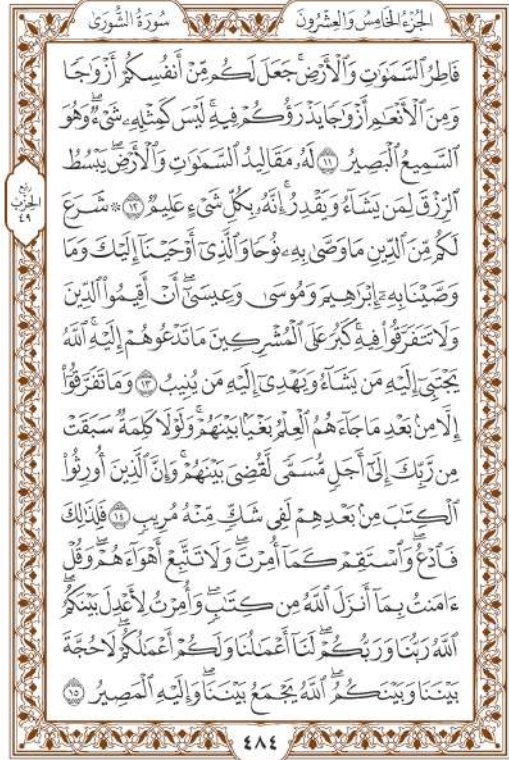 الجُزْءُ الخَامِسُ وَالعِشْرُونَ
سُورَةُ الشُّورَىٰ
فَاطِرُ ٱلسَّمَٰوَٰتِ وَٱلْأَرْضِۚ جَعَلَ لَكُم مِّنْ أَنفُسِكُمْ أَزْوَٰجًا
وَمِنَ ٱلْأَنْعَٰمِ أَزْوَٰجًا يَذْرَؤُكُمْ فِيهِۚ لَيْسَ كَمِثْلِهِۦ شَىْءٌۖ وَهُوَ
ٱلسَّمِيعُ ٱلْبَصِيرُ ١١ لَهُۥ مَقَالِيدُ ٱلسَّمَٰوَٰتِ وَٱلْأَرْضِۖ يَبْسُطُ
ٱلرِّزْقَ لِمَن يَشَآءُ وَيَقْدِرُۚ إِنَّهُۥ بِكُلِّ شَىْءٍ عَلِيمٌ ١٢ ۞ شَرَعَ
لَكُم مِّنَ ٱلدِّينِ مَا وَصَّىٰ بِهِۦ نُوحًا وَٱلَّذِىٓ أَوْحَيْنَآ إِلَيْكَ وَمَا
وَصَّيْنَا بِهِۦٓ إِبْرَٰهِيمَ وَمُوسَىٰ وَعِيسَىٰٓۖ أَنْ أَقِيمُوا۟ ٱلدِّينَ
وَلَا تَتَفَرَّقُوا۟ فِيهِۚ كَبُرَ عَلَى ٱلْمُشْرِكِينَ مَا تَدْعُوهُمْ إِلَيْهِۚ ٱللَّهُ
يَجْتَبِىٓ إِلَيْهِ مَن يَشَآءُ وَيَهْدِىٓ إِلَيْهِ مَن يُنِيبُ ١٣ وَمَا تَفَرَّقُوٓا۟
إِلَّا مِنۢ بَعْدِ مَا جَآءَهُمُ ٱلْعِلْمُ بَغْيًۢا بَيْنَهُمْۚ وَلَوْلَا كَلِمَةٌ سَبَقَتْ
مِن رَّبِّكَ إِلَىٰٓ أَجَلٍ مُّسَمًّى لَّقُضِىَ بَيْنَهُمْۚ وَإِنَّ ٱلَّذِينَ أُورِثُوا۟
ٱلْكِتَٰبَ مِنۢ بَعْدِهِمْ لَفِى شَكٍّ مِّنْهُ مُرِيبٍ ١٤ فَلِذَٰلِكَ
فَٱدْعُۖ وَٱسْتَقِمْ كَمَآ أُمِرْتَۖ وَلَا تَتَّبِعْ أَهْوَآءَهُمْۖ وَقُلْ
ءَامَنتُ بِمَآ أَنزَلَ ٱللَّهُ مِن كِتَٰبٍۖ وَأُمِرْتُ لِأَعْدِلَ بَيْنَكُمُۖ
ٱللَّهُ رَبُّنَا وَرَبُّكُمْۖ لَنَآ أَعْمَٰلُنَا وَلَكُمْ أَعْمَٰلُكُمْۖ لَا حُجَّةَ
بَيْنَنَا وَبَيْنَكُمُۖ ٱللَّهُ يَجْمَعُ بَيْنَنَاۖ وَإِلَيْهِ ٱلْمَصِيرُ ١٥
رُبْع
الحِزْب
٤٩
٤٨٤